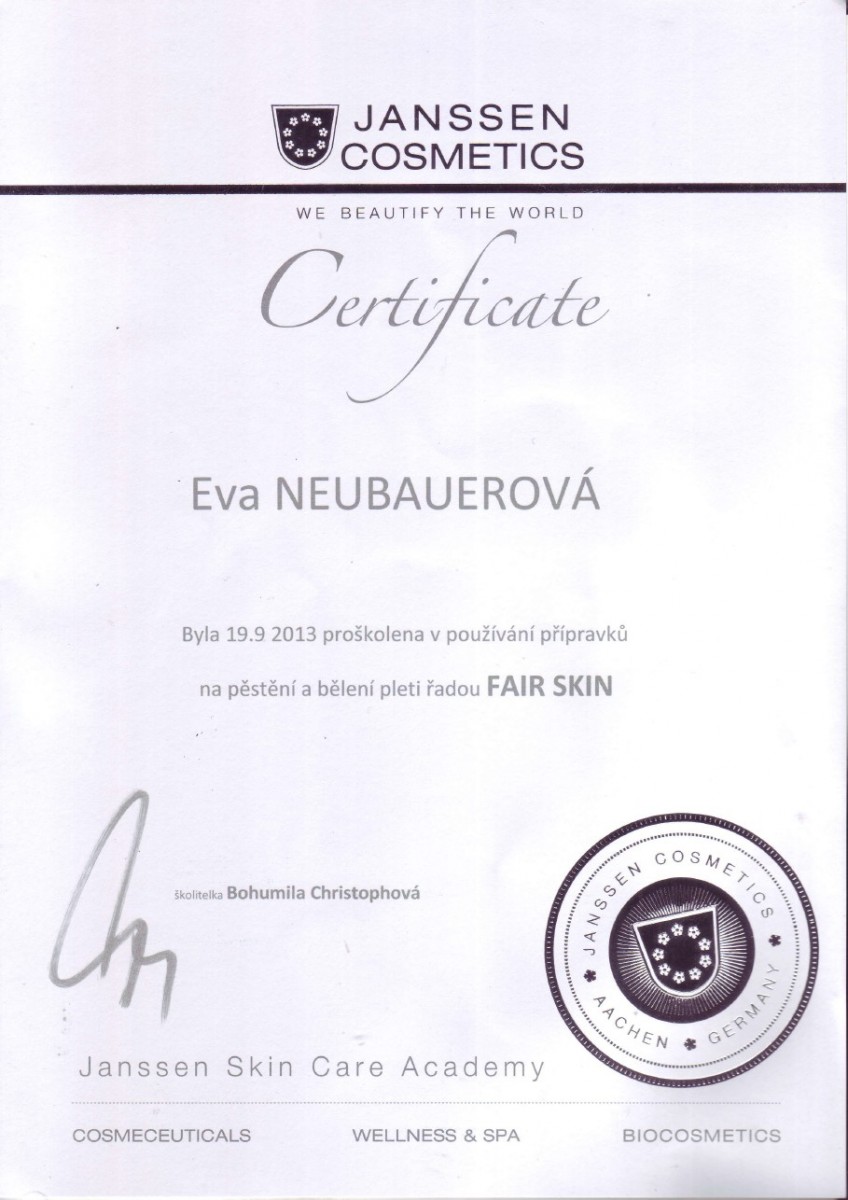 JANSSEN
COSMETICS
WE BEAUTIFY THE WORLD
Certificate
Eva NEUBAUEROVÁ
Byla 19.9 2013 proškolena v používání přípravků
na pěstění a bělení pleti řadou FAIR SKIN
školitelka Bohumila Christophová
JANSSEN COSMETICS
AACHEN GERMANY
Janssen Skin Care Academy
COSMECEUTICALS WELLNESS & SPA BIOCOSMETICS